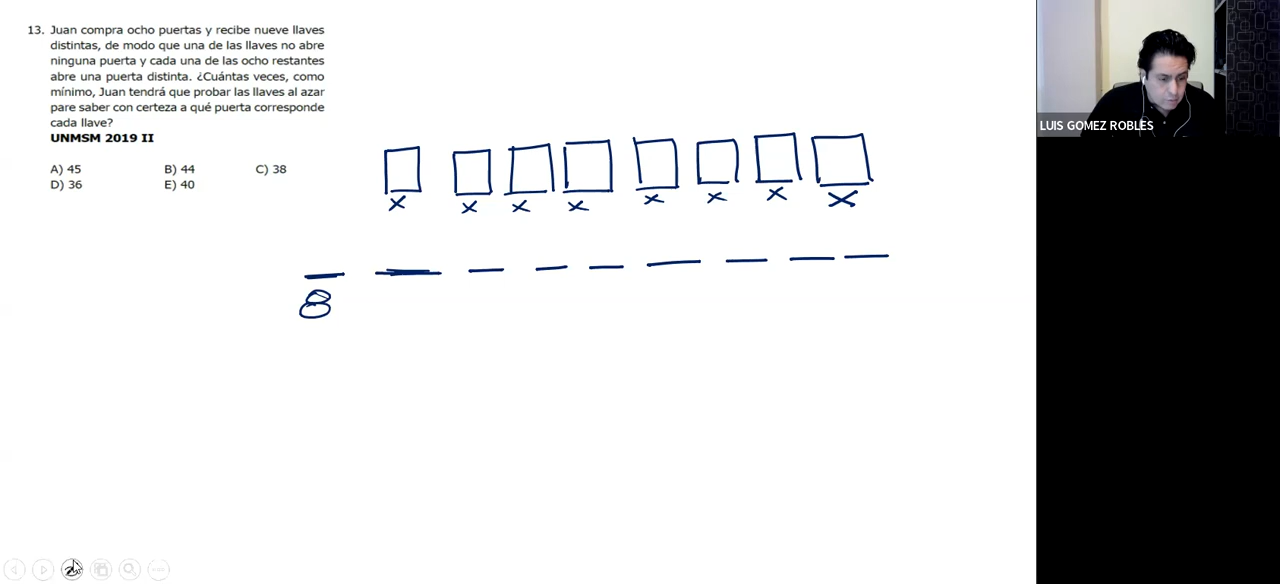 13. Juan compra ocho puertas y recibe nueve llaves
distintas, de modo que una de las llaves no abre
ninguna puerta y cada una de las ocho restantes
abre una puerta distinta. ¿Cuántas veces, como
mínimo, Juan tendrá que probar las llaves al azar
pare saber con certeza a qué puerta corresponde
cada llave?
UNMSM 2019 II
A) 45 B) 44 C) 38
D) 36 E) 40
LUIS GOMEZ ROBLES
x x x x x x x x
8